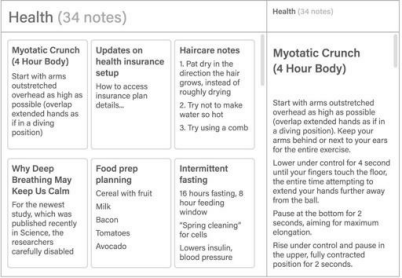 Health (34 notes)
Myotatic Crunch
(4 Hour Body)
Start with arms
outstretched
overhead as high as
possible (overlap
extended hands as
if in a diving
position)
Updates on
health insurance
setup
How to access
insurance plan
details...
Haircare notes
1. Pat dry in the
direction the hair
grows, instead of
roughly drying
2. Try not to make
water so hot
3. Try using a comb
Why Deep
Breathing May
Keep Us Calm
For the newest
study, which was
published recently
in Science, the
researchers
carefully disabled
Food prep
planning
Cereal with fruit
Milk
Bacon
Tomatoes
Avocado
Intermittent
fasting
16 hours fasting, 8
hour feeding
window
"Spring cleaning"
for cells
Lowers insulin,
blood pressure
Health (34 notes)
Myotatic Crunch
(4 Hour Body)
Start with arms outstretched
overhead as high as possible
(overlap extended hands as if
in a diving position). Keep your
arms behind or next to your ears
for the entire exercise.
Lower under control for 4 second
until your fingers touch the floor,
the entire time attempting to
extend your hands further away
from the ball.
Pause at the bottom for 2
seconds, aiming for maximum
elongation.
Rise under control and pause in
the upper, fully contracted
position for 2 seconds.